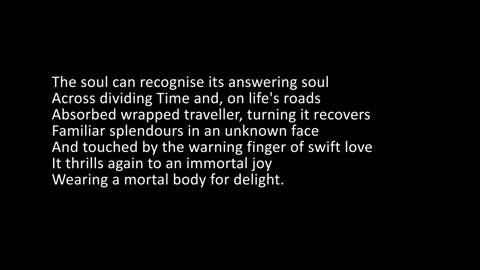 The soul can recognise its answering soul
Across dividing Time and, on life's roads
Absorbed wrapped traveller, turning it recovers
Familiar splendours in an unknown face
And touched by the warning finger of swift love
It thrills again to an immortal joy
Wearing a mortal body for delight.